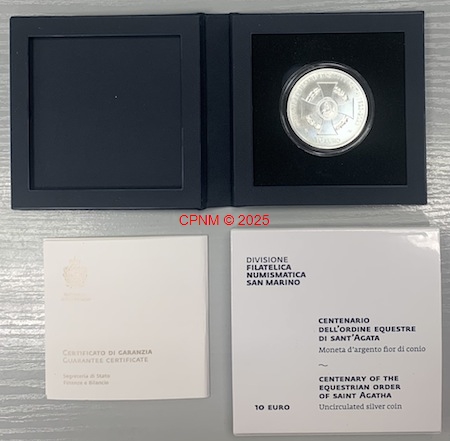 CPNM © 2025
CERTIFICATO DI GARANZIA
GUARANTEE CERTIFICATE
Segreteria di Stato
Finanze e Bilancio
DIVISIONE
FILATELICA
NUMISMATICA
SAN MARINO
CENTENARIO
DELL'ORDINE EQUESTRE
DI SANT'AGATA
Moneta d'argento fior di conio
~
CENTENARY OF THE
EQUESTRIAN ORDER
OF SAINT AGATHA
10 EURO
Uncirculated silver coin